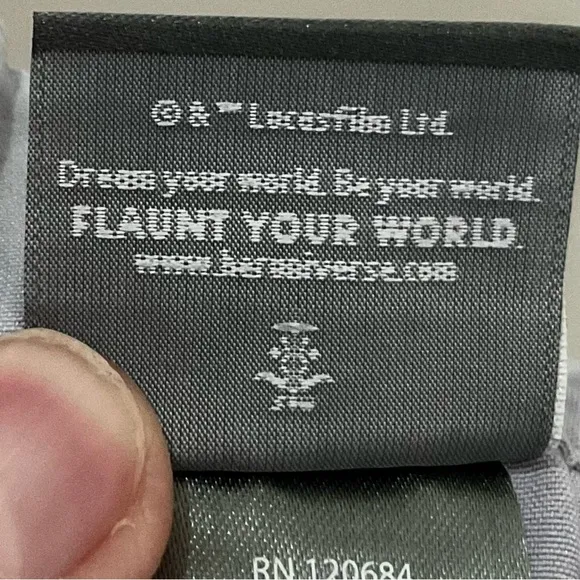 © & ™ Lucasfilm Ltd.
Dream your world. Be your world.
FLAUNT YOUR WORLD.
www.heruniverse.com
RN 120684